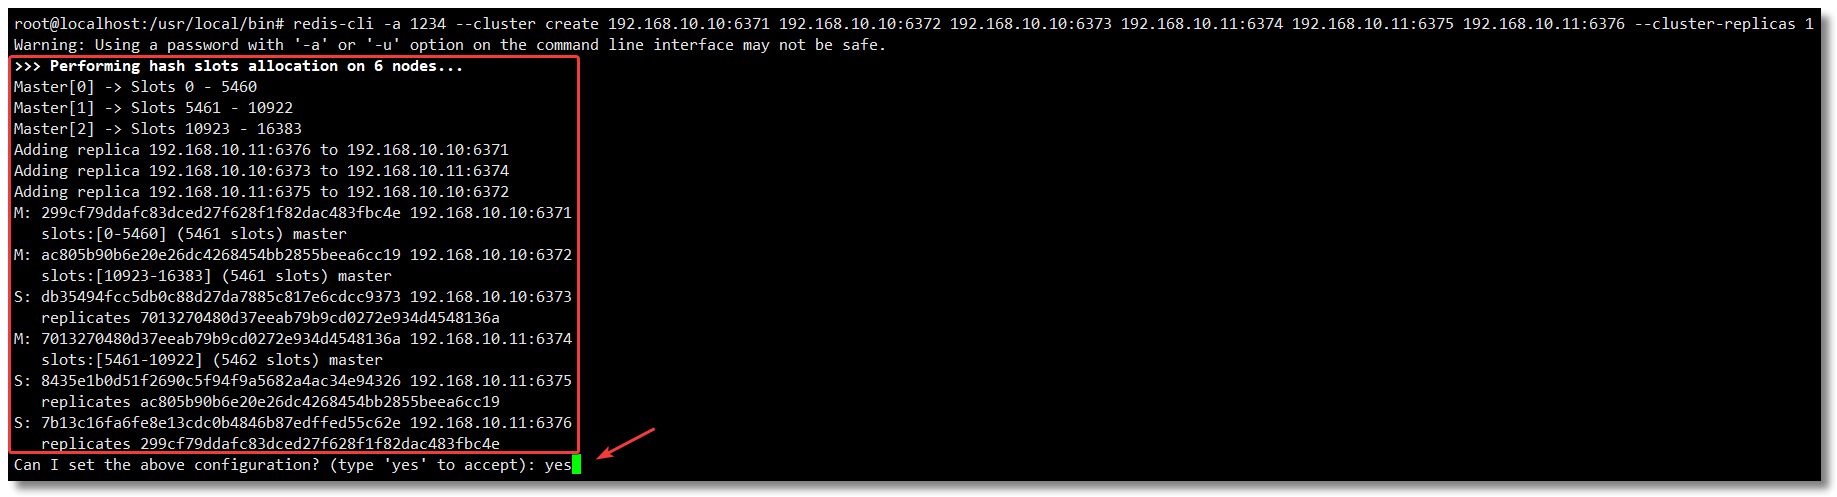 root@localhost:/usr/local/bin# redis-cli -a 1234 --cluster create 192.168.10.10:6371 192.168.10.10:6372 192.168.10.10:6373 192.168.10.11:6374 192.168.10.11:6375 192.168.10.11:6376 --cluster-replicas 1
Warning: Using a password with '-a' or '-u' option on the command line interface may not be safe.
>>> Performing hash slots allocation on 6 nodes...
Master[0] -> Slots 0 - 5460
Master[1] -> Slots 5461 - 10922
Master[2] -> Slots 10923 - 16383
Adding replica 192.168.10.11:6376 to 192.168.10.10:6371
Adding replica 192.168.10.10:6373 to 192.168.10.11:6374
Adding replica 192.168.10.11:6375 to 192.168.10.10:6372
M: 299cf79ddafc83dced27f628f1f82dac483fbc4e 192.168.10.10:6371
   slots:[0-5460] (5461 slots) master
M: ac805b90b6e20e26dc4268454bb2855beea6cc19 192.168.10.10:6372
   slots:[10923-16383] (5461 slots) master
S: db35494fcc5db0c88d27da7885c817e6cdcc9373 192.168.10.10:6373
   replicates 7013270480d37eeab79b9cd0272e934d4548136a
M: 7013270480d37eeab79b9cd0272e934d4548136a 192.168.10.11:6374
   slots:[5461-10922] (5462 slots) master
S: 8435e1b0d51f2690c5f94f9a5682a4ac34e94326 192.168.10.11:6375
   replicates ac805b90b6e20e26dc4268454bb2855beea6cc19
S: 7b13c16fa6fe8e13cdc0b4846b87edffed55c62e 192.168.10.11:6376
   replicates 299cf79ddafc83dced27f628f1f82dac483fbc4e
Can I set the above configuration? (type 'yes' to accept): yes